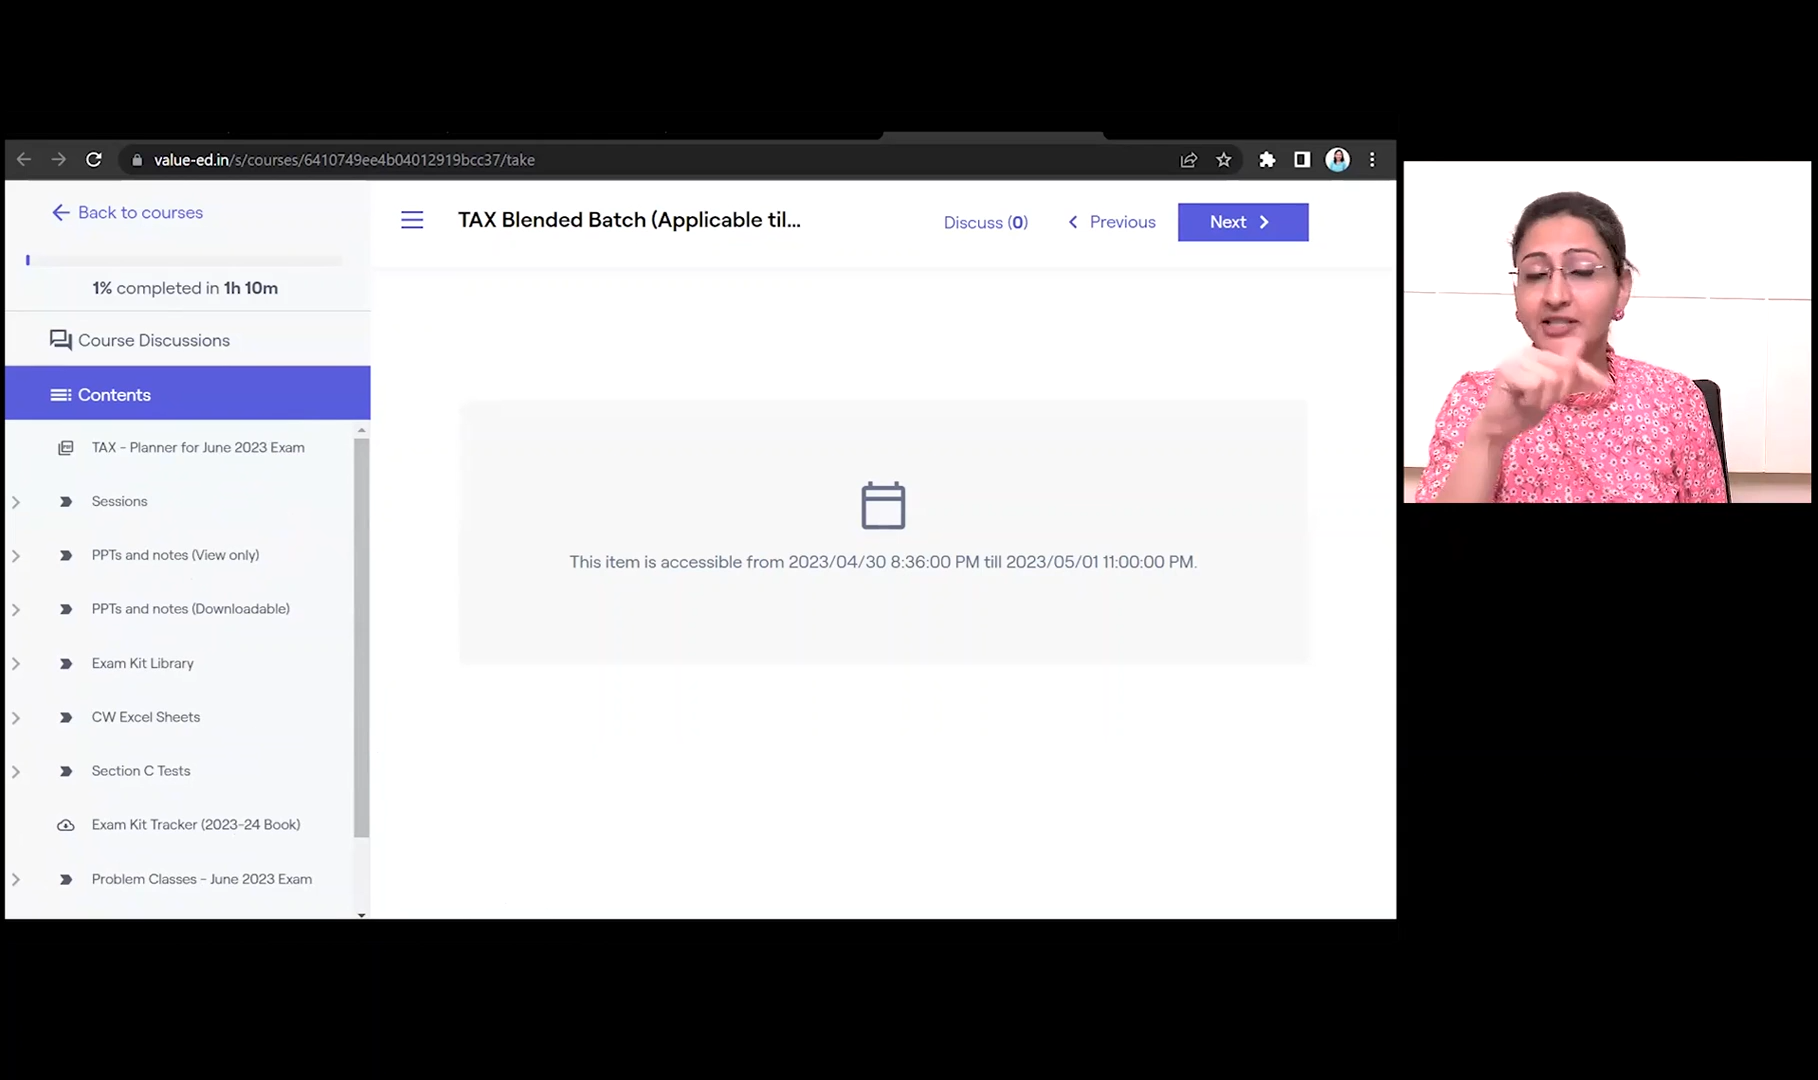 value-ed.in/s/courses/6410749ee4b04012919bcc37/take
Back to courses
1% completed in 1h 10m
Course Discussions
Contents
TAX - Planner for June 2023 Exam
Sessions
PPTs and notes (View only)
PPTs and notes (Downloadable)
Exam Kit Library
CW Excel Sheets
Section C Tests
Exam Kit Tracker (2023-24 Book)
Problem Classes - June 2023 Exam
TAX Blended Batch (Applicable til...
Discuss (0)
Previous
Next
This item is accessible from 2023/04/30 8:36:00 PM till 2023/05/01 11:00:00 PM.